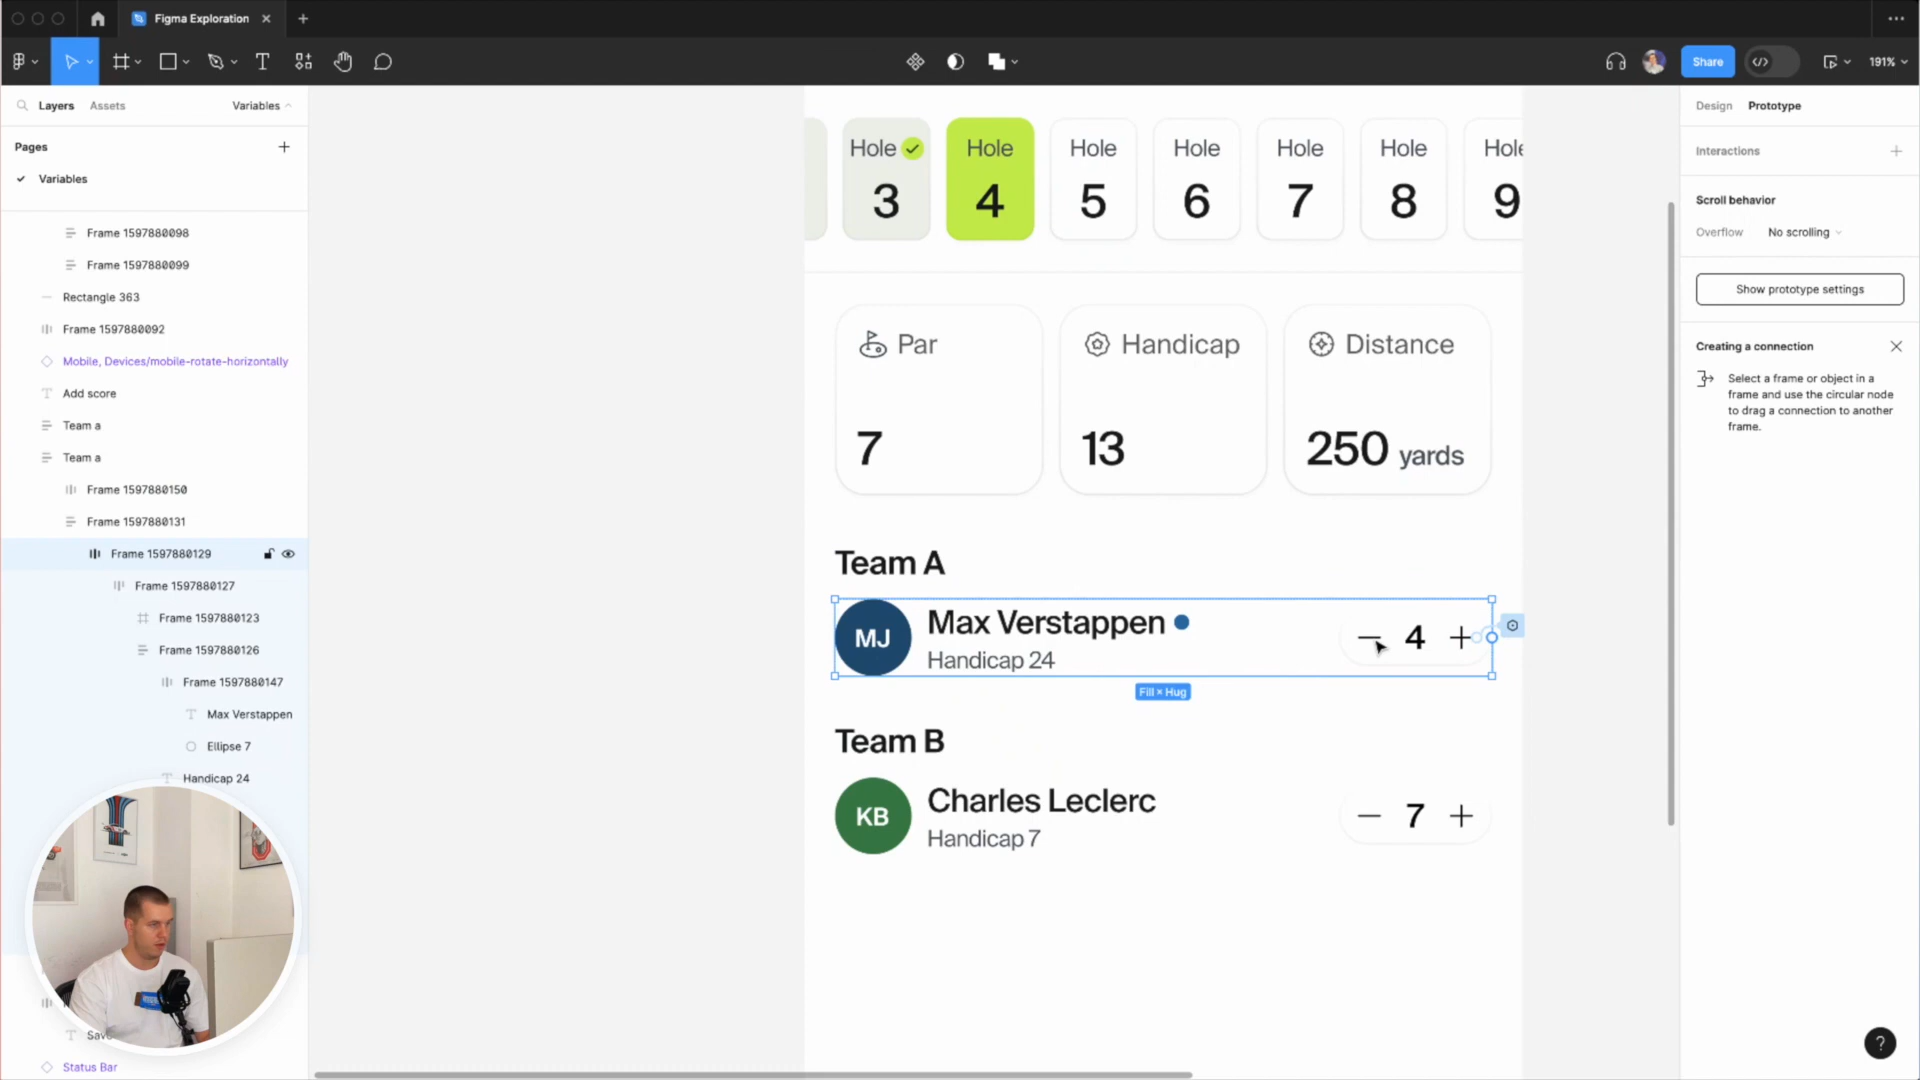 Figma Exploration
Share
191%
Layers
Assets
Variables
Pages
Variables
Frame 1597880098
Frame 1597880099
Rectangle 363
Frame 1597880092
Mobile, Devices/mobile-rotate-horizontally
Add score
Team a
Team a
Frame 1597880150
Frame 1597880131
Frame 1597880129
Frame 1597880127
Frame 1597880123
Frame 1597880126
Frame 1597880147
Max Verstappen
Ellipse 7
Handicap 24
Status Bar
Hole
3
Hole
4
Hole
5
Hole
6
Hole
7
Hole
8
Hole
9
Par
7
Handicap
13
Distance
250 yards
Team A
MJ
Max Verstappen
Handicap 24
4
Fill × Hug
Team B
KB
Charles Leclerc
Handicap 7
7
Design
Prototype
Interactions
Scroll behavior
Overflow
No scrolling
Show prototype settings
Creating a connection
Select a frame or object in a
frame and use the circular node
to drag a connection to another
frame.
?